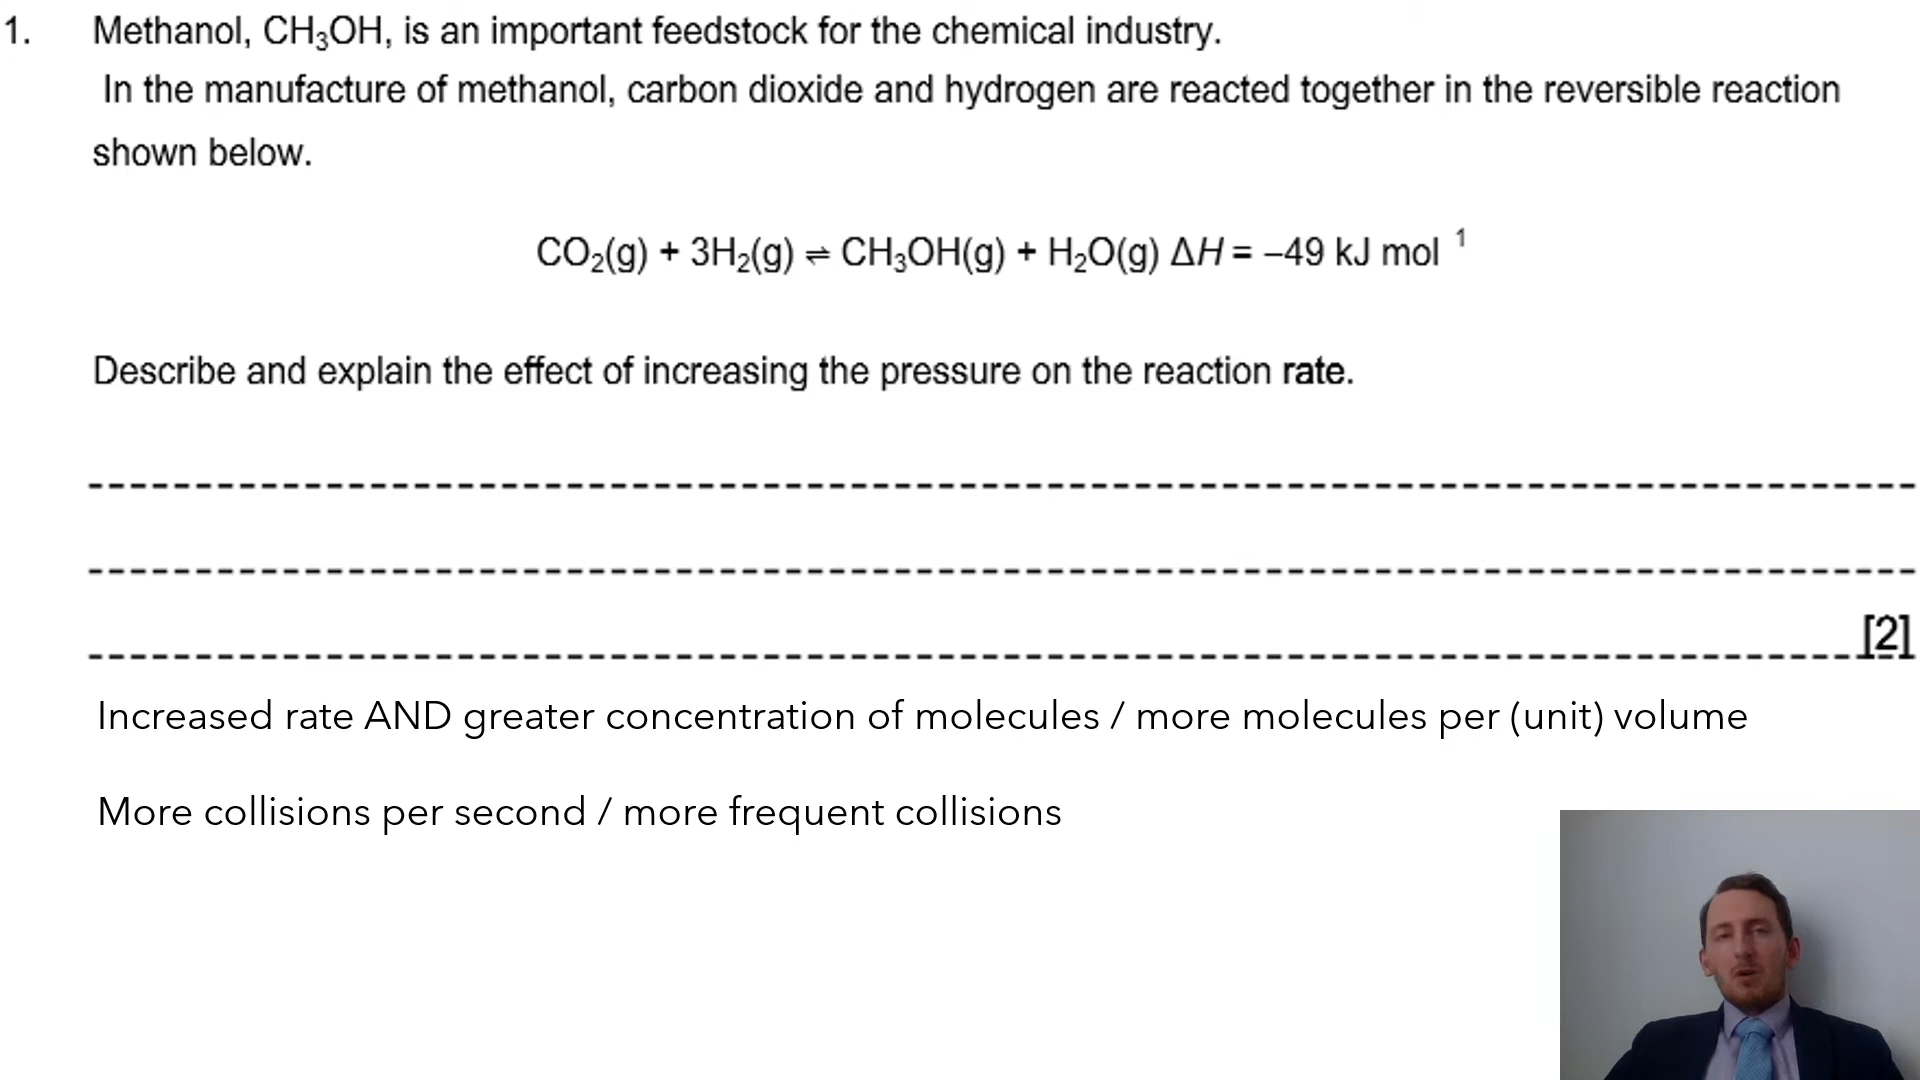 1. Methanol, CH₃OH, is an important feedstock for the chemical industry.
In the manufacture of methanol, carbon dioxide and hydrogen are reacted together in the reversible reaction
shown below.
CO₂(g) + 3H₂(g) ⇌ CH₃OH(g) + H₂O(g) ΔH = –49 kJ mol ¹
Describe and explain the effect of increasing the pressure on the reaction rate.
[2]
Increased rate AND greater concentration of molecules / more molecules per (unit) volume
More collisions per second / more frequent collisions